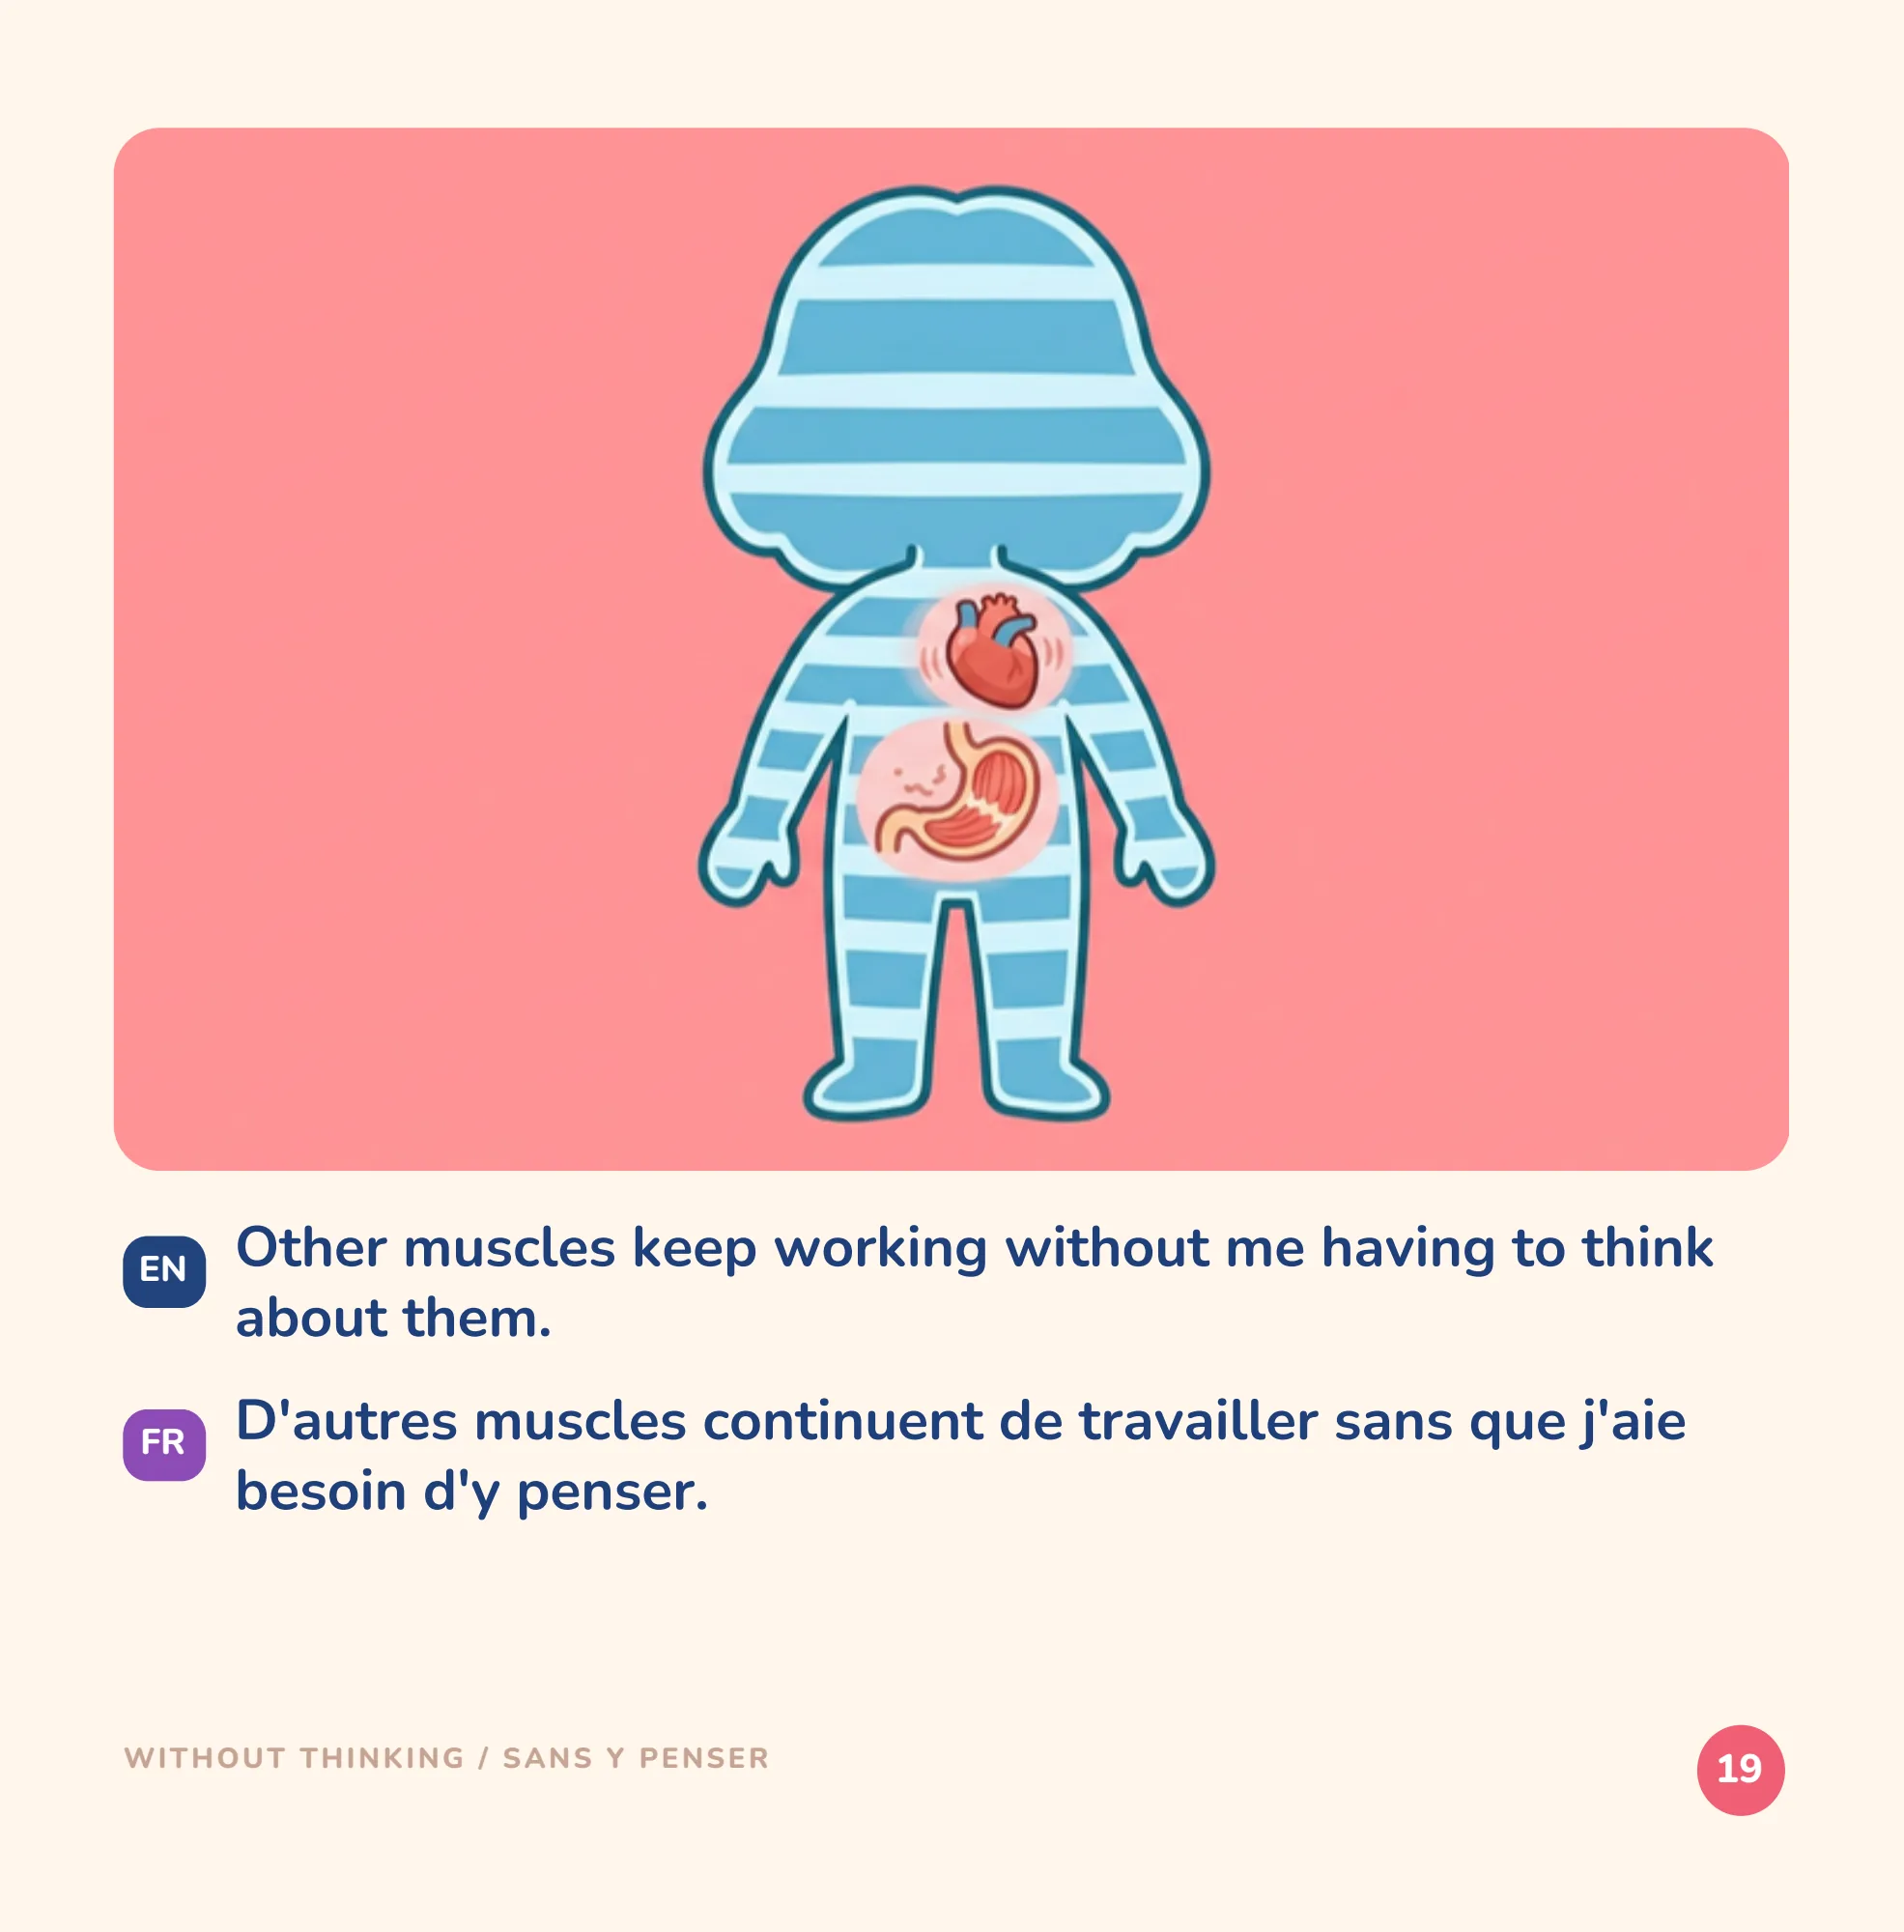 EN
Other muscles keep working without me having to think
about them.
FR
D'autres muscles continuent de travailler sans que j'aie
besoin d'y penser.
WITHOUT THINKING / SANS Y PENSER
19